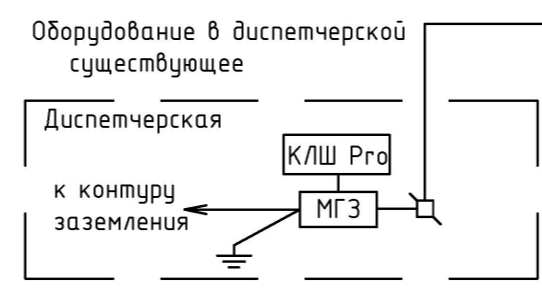 Оборудование в диспетчерской
существующее
Диспетчерская
КЛШ Pro
к контуру
заземления
МГЗ